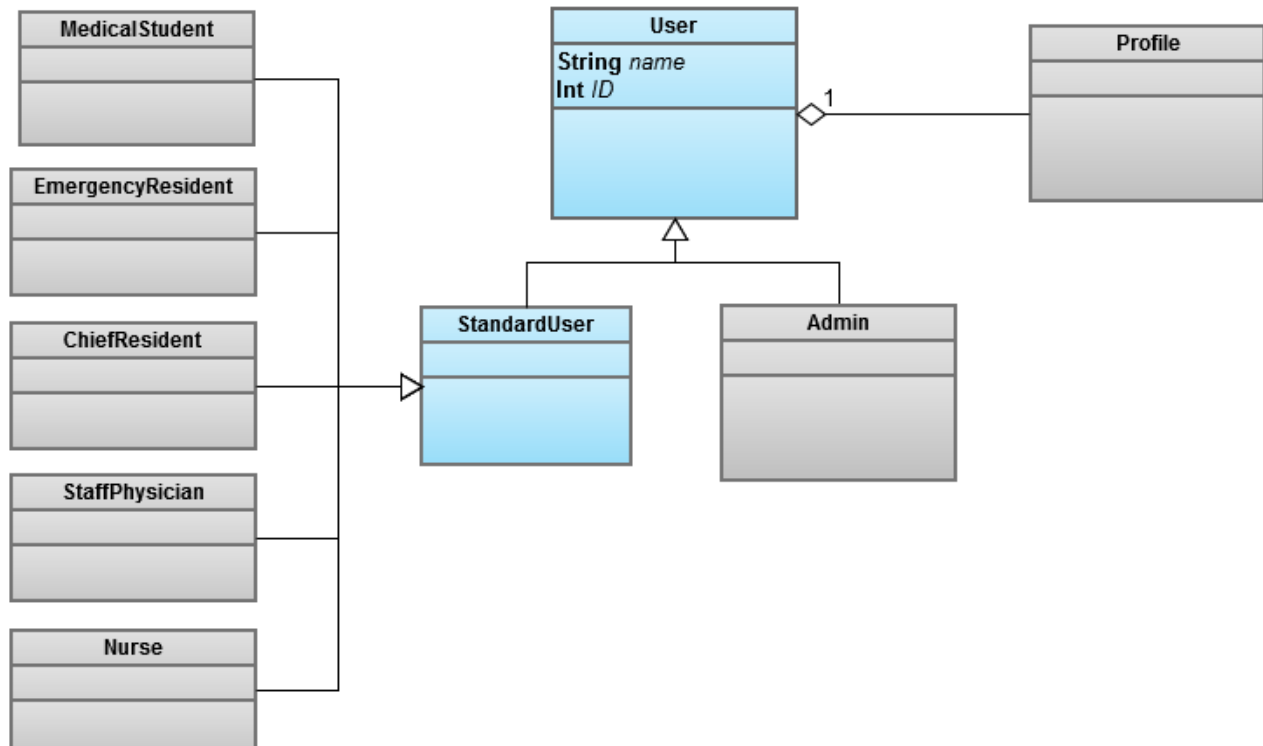 MedicalStudent
User
String name
Int ID
1
Profile
EmergencyResident
ChiefResident
StandardUser
Admin
StaffPhysician
Nurse